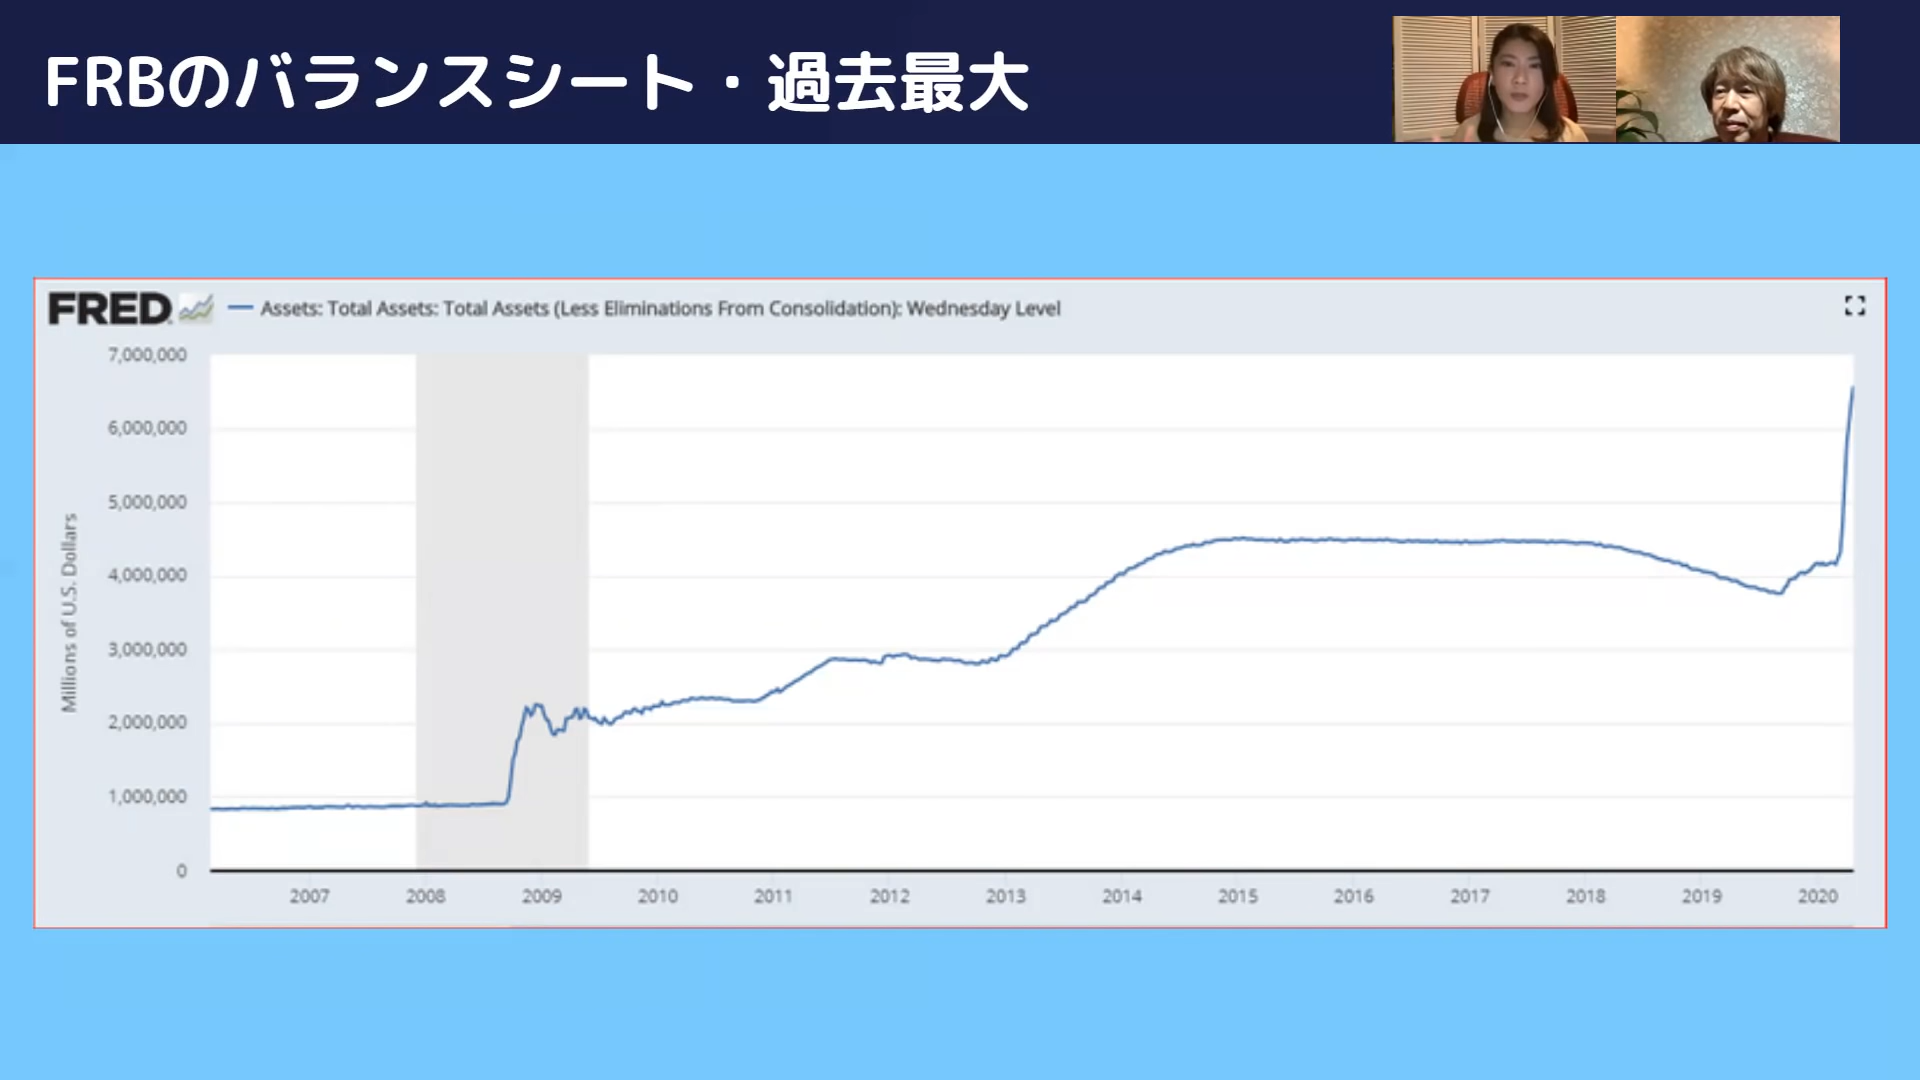 FRBのバランスシート・過去最大
FRED
Assets: Total Assets: Total Assets (Less Eliminations From Consolidation): Wednesday Level
Millions of U.S. Dollars
7,000,000
6,000,000
5,000,000
4,000,000
3,000,000
2,000,000
1,000,000
0
2007 2008 2009 2010 2011 2012 2013 2014 2015 2016 2017 2018 2019 2020